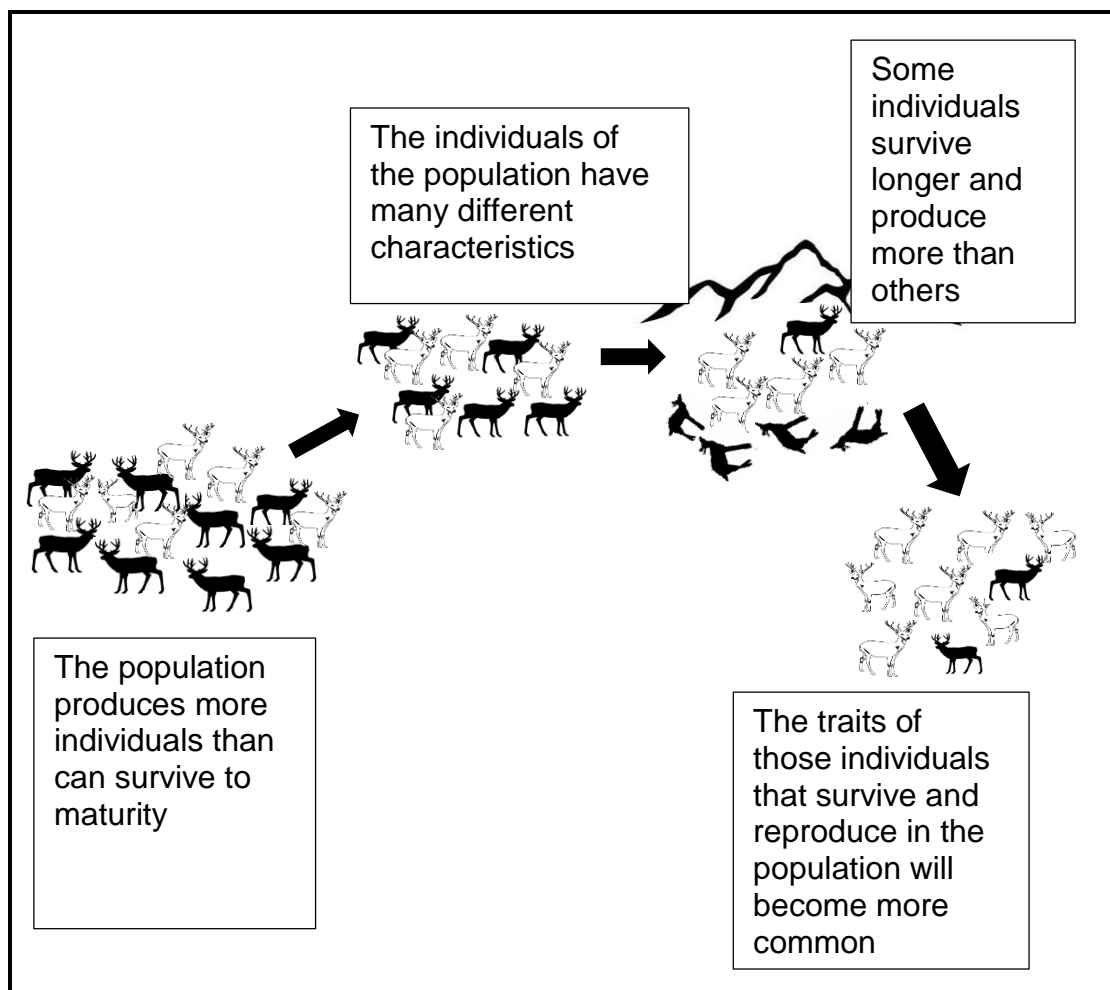 The population
produces more
individuals than
can survive to
maturity
The individuals of
the population have
many different
characteristics
Some
individuals
survive
longer and
produce
more than
others
The traits of
those individuals
that survive and
reproduce in the
population will
become more
common